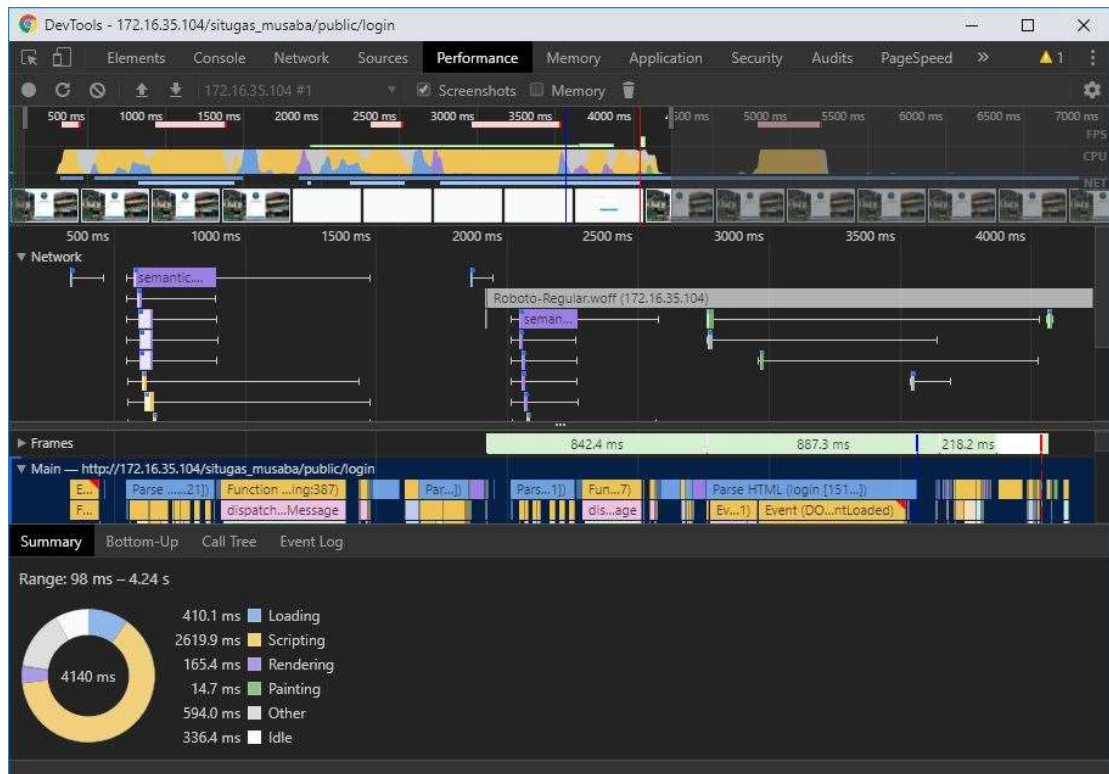 DevTools - 172.16.35.104/situgas_musaba/public/login
Elements Console Network Sources Performance Memory Application Security Audits PageSpeed » 1
172.16.35.104 #1 Screenshots Memory
500 ms 1000 ms 1500 ms 2000 ms 2500 ms 3000 ms 3500 ms 4000 ms 5000 ms 5500 ms 6000 ms 6500 ms 7000 ms
FPS
CPU
NET
500 ms 1000 ms 1500 ms 2000 ms 2500 ms 3000 ms 3500 ms 4000 ms
Network
semantic....
Roboto-Regular.woff (172.16.35.104)
seman...
Frames 842.4 ms 887.3 ms 218.2 ms
Main — http://172.16.35.104/situgas_musaba/public/login
E... Parse ......21]) Function ...ing:387) Par...]) Pars...1]) Fun...7) Parse HTML (login [151...])
F... dispatch...Message dis...age Ev...1) Event (DO...ntLoaded)
Summary Bottom-Up Call Tree Event Log
Range: 98 ms – 4.24 s
410.1 ms Loading
2619.9 ms Scripting
165.4 ms Rendering
4140 ms
14.7 ms Painting
594.0 ms Other
336.4 ms Idle